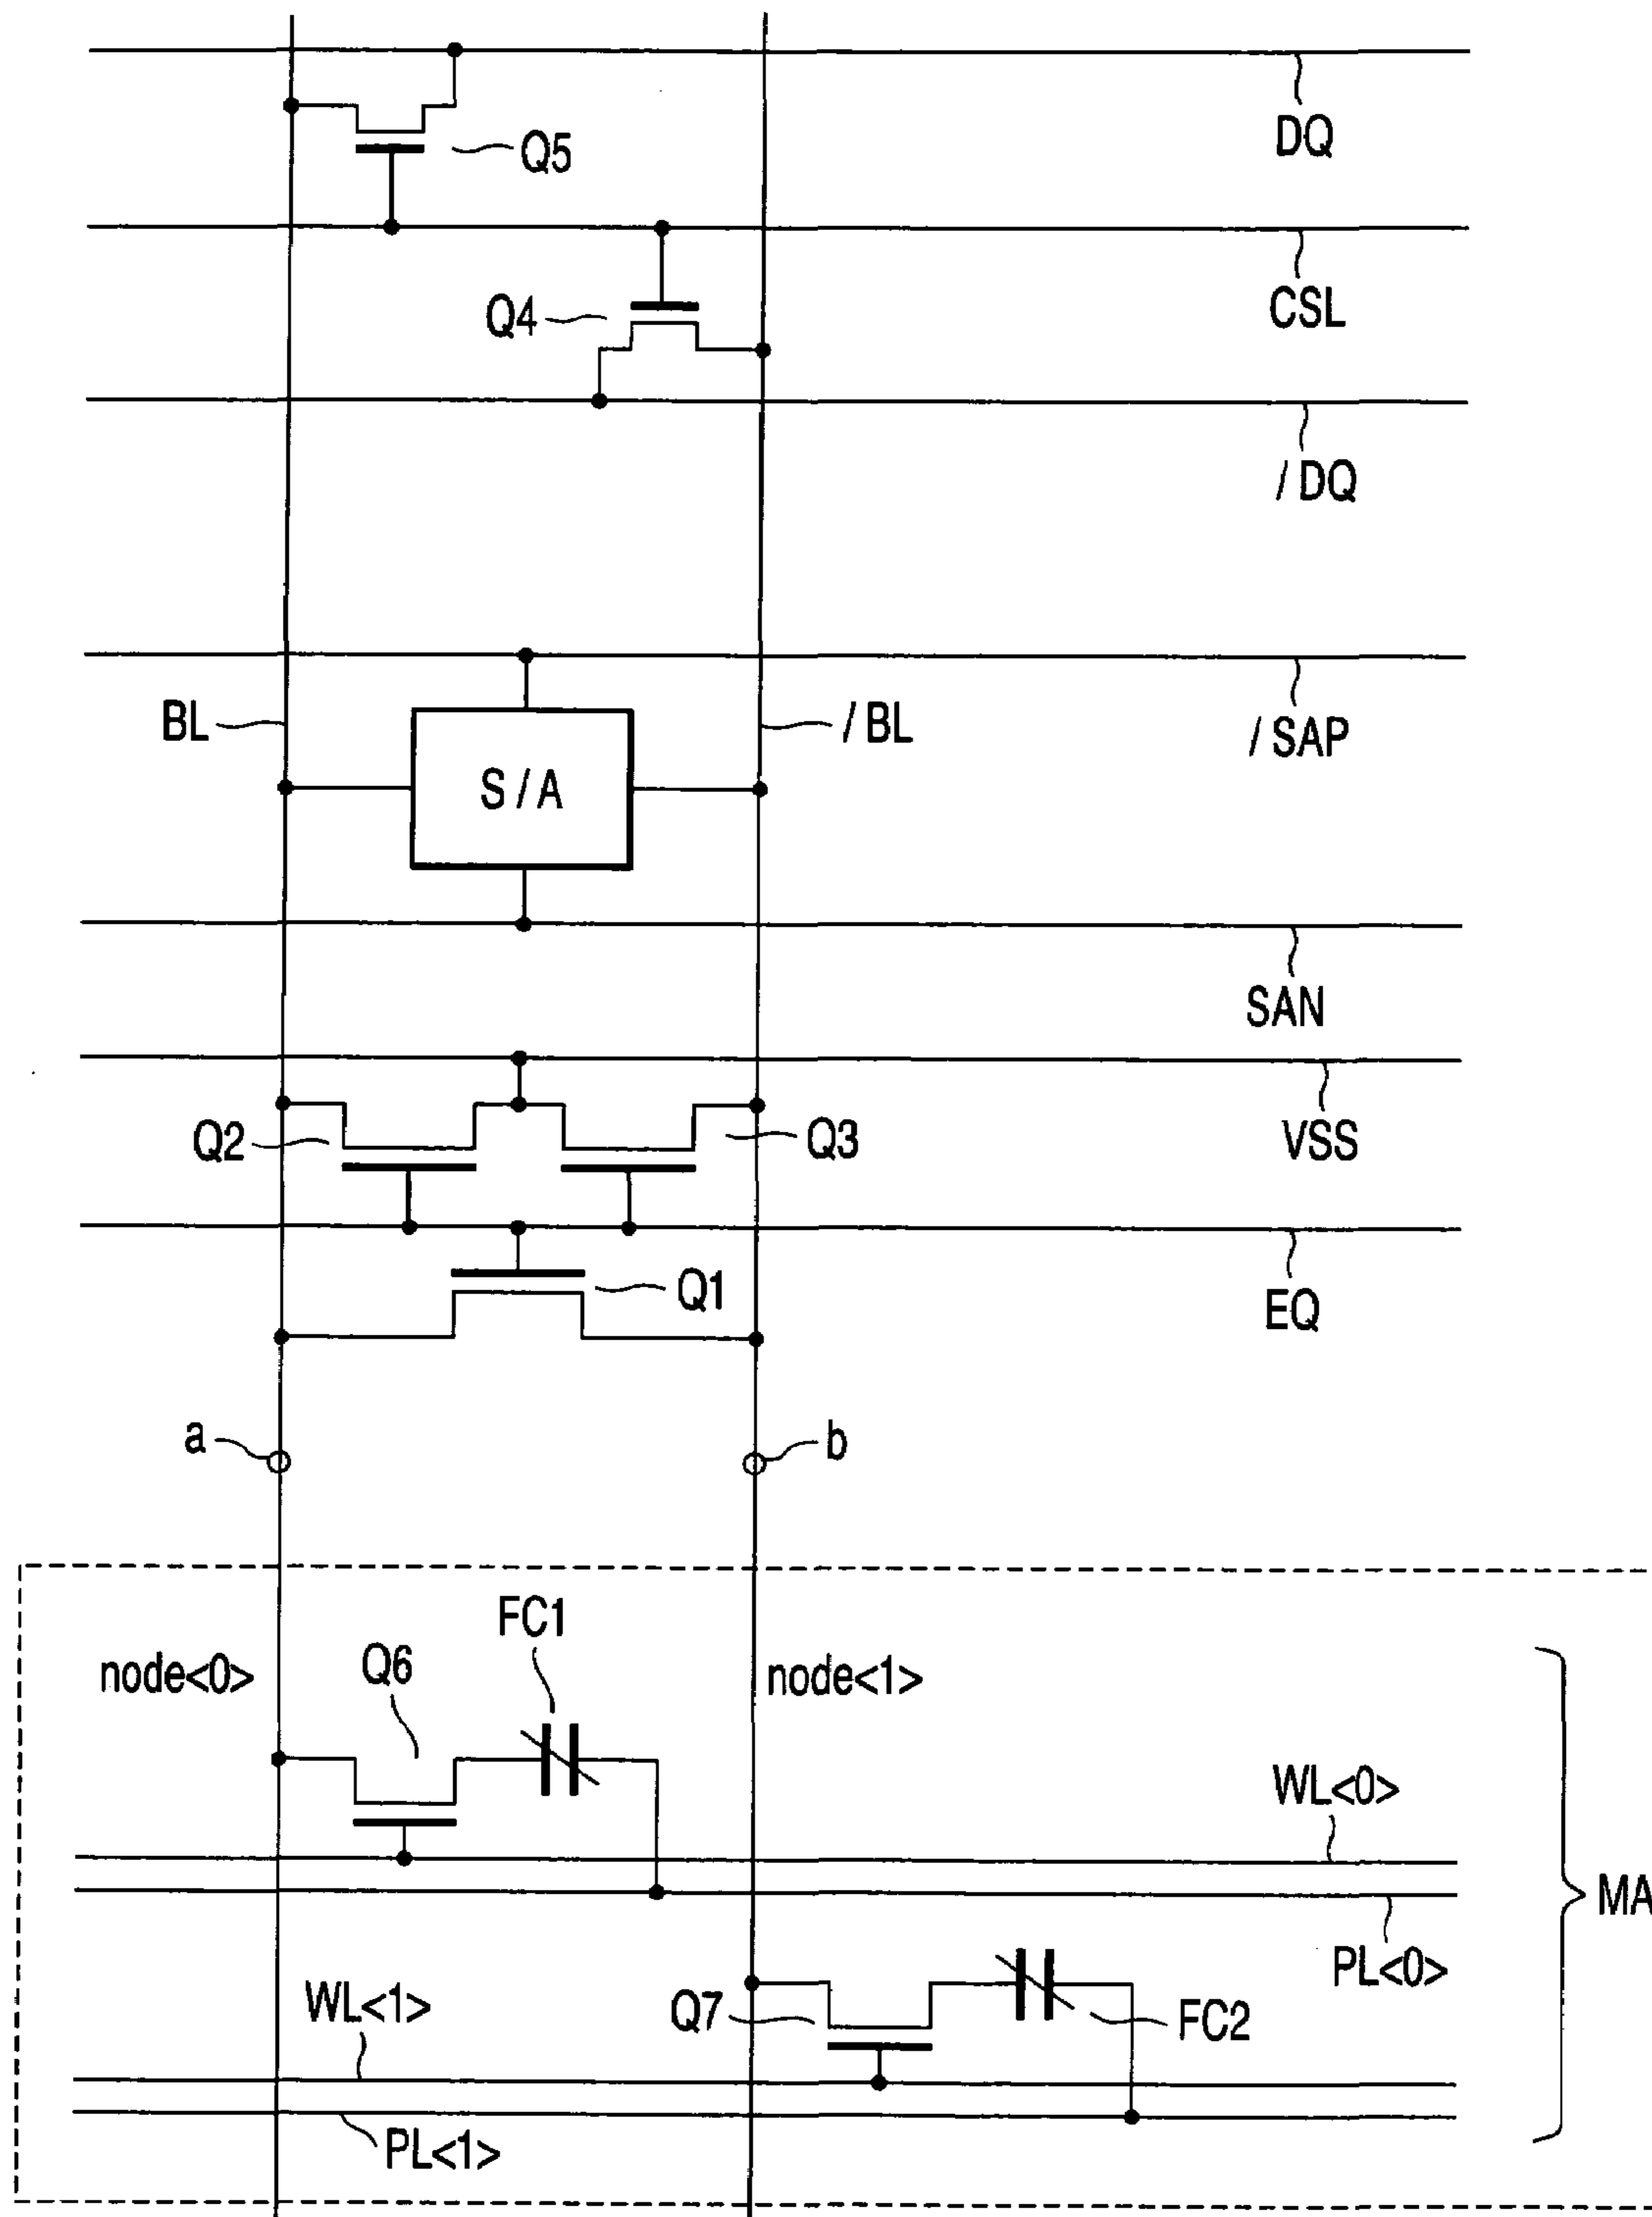 DQ
Q5
CSL
Q4
/ DQ
BL
/ BL
/ SAP
S / A
SAN
Q2
Q3
VSS
Q1
EQ
a
b
FC1
node<0>
Q6
node<1>
WL<0>
MA
PL<0>
WL<1>
Q7
FC2
PL<1>